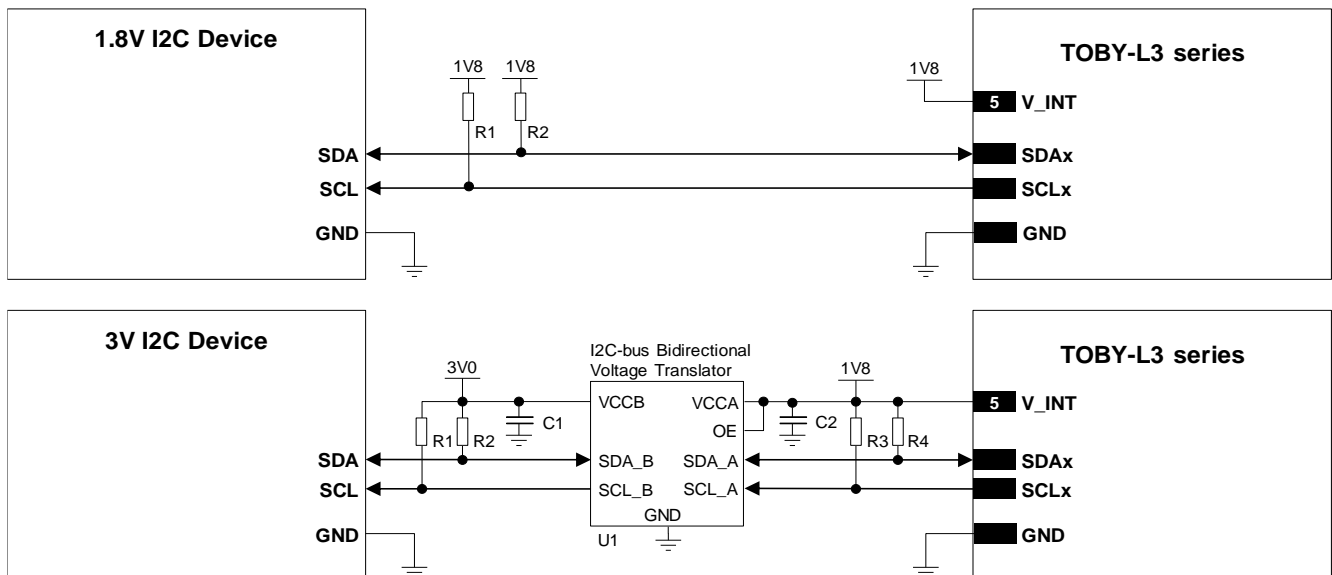 1.8V I2C Device
TOBY-L3 series
1V8 1V8
1V8
5 V_INT
R1 R2
SDA
SDAx
SCL
SCLx
GND
GND
3V I2C Device
TOBY-L3 series
I2C-bus Bidirectional
Voltage Translator
3V0
1V8
VCCB VCCA
5 V_INT
R1 R2 C1
OE
C2 R3 R4
SDA
SDA_B SDA_A
SDAx
SCL
SCL_B SCL_A
SCLx
GND
GND
U1
GND